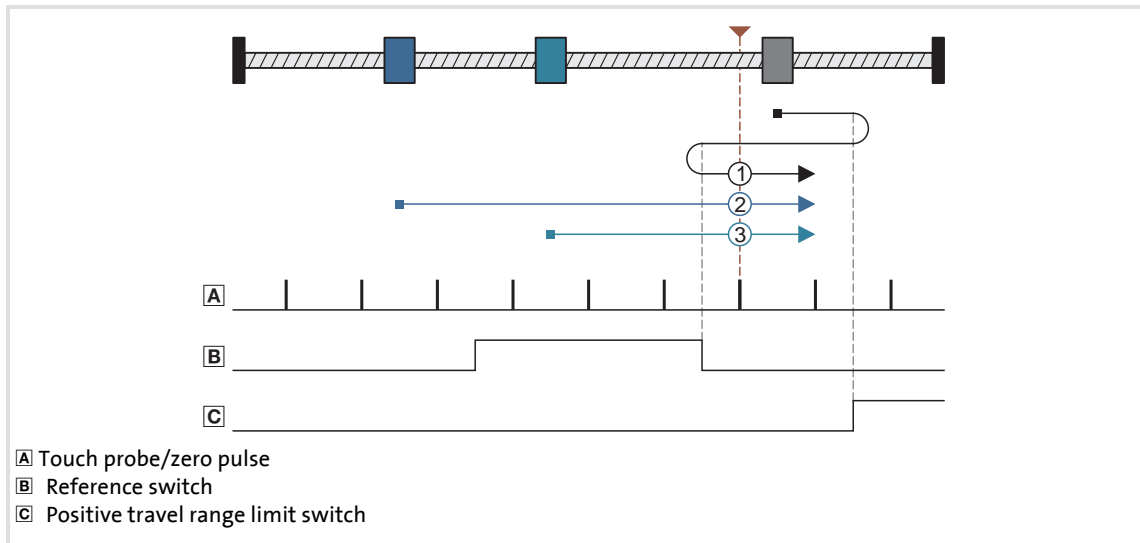 1
2
3
A
B
C
A Touch probe/zero pulse
B Reference switch
C Positive travel range limit switch